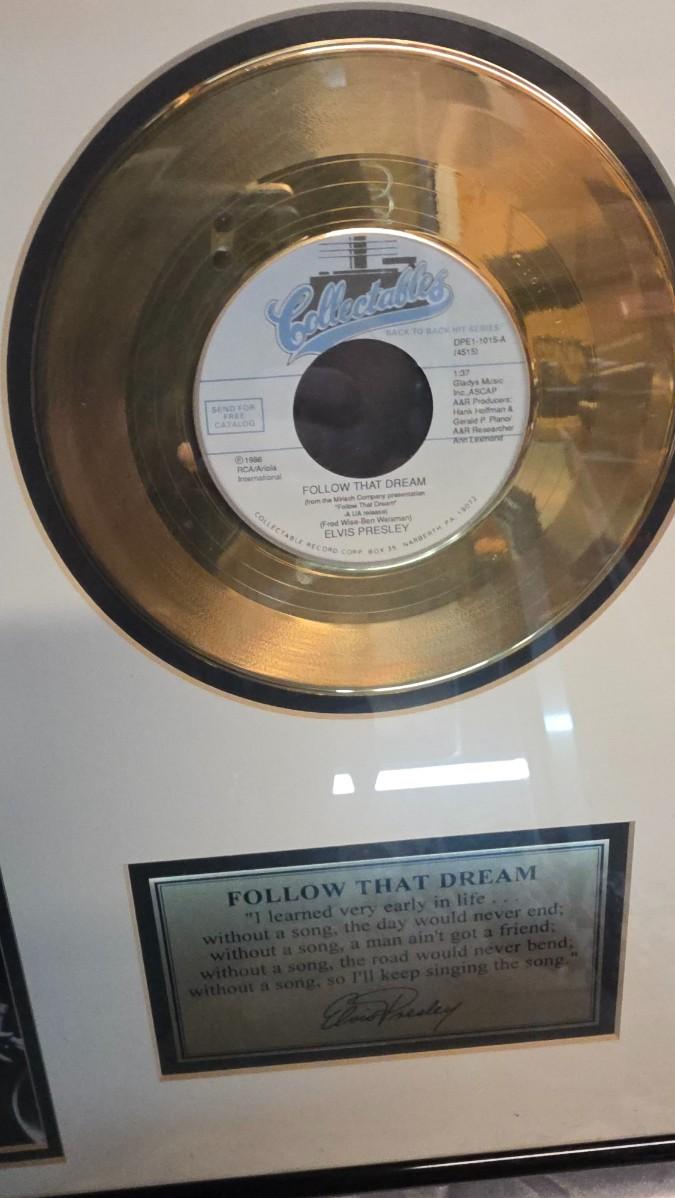 Collectables
BACK TO BACK HIT SERIES
DPE1-1015-A
(4515)
1:37
Gladys Music
Inc.,ASCAP
A&R Producers:
Hank Hoffman &
Gerald P. Plano/
A&R Researcher
Ann Lexmond
SEND FOR
FREE
CATALOG
Ⓟ1986
RCA/Ariola
International
FOLLOW THAT DREAM
(from the Mirisch Company presentation
"Follow That Dream"
-A UA release)
(Fred Wise-Ben Weisman)
ELVIS PRESLEY
COLLECTABLE RECORD CORP. BOX 35, NARBERTH, PA. 19072
FOLLOW THAT DREAM
"I learned very early in life . . .
without a song, the day would never end;
without a song, a man ain't got a friend;
without a song, the road would never bend;
without a song, so I'll keep singing the song."
Elvis Presley